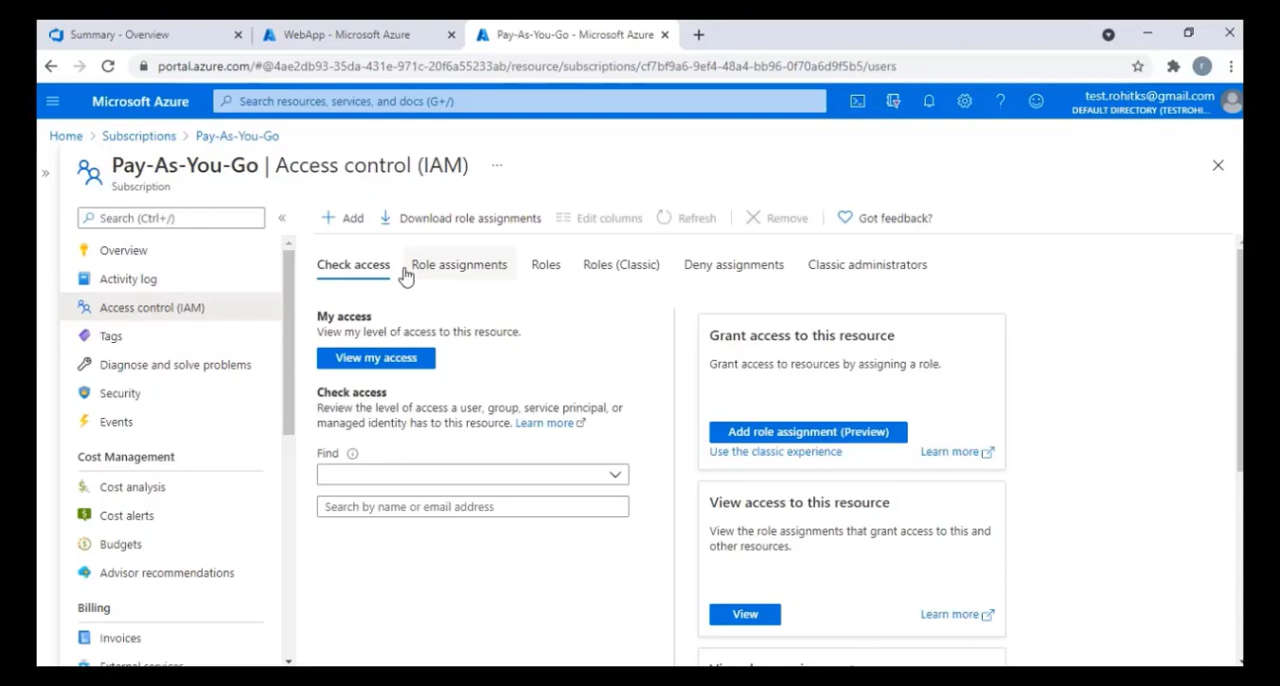 Summary - Overview
WebApp - Microsoft Azure
Pay-As-You-Go - Microsoft Azure
portal.azure.com/#@4ae2db93-35da-431e-971c-20f6a55233ab/resource/subscriptions/cf7bf9a6-9ef4-48a4-bb96-0f70a6d9f5b5/users
r
Microsoft Azure
Search resources, services, and docs (G+/)
test.rohitks@gmail.com
DEFAULT DIRECTORY (TESTROHI...
Home > Subscriptions > Pay-As-You-Go
Pay-As-You-Go | Access control (IAM) ...
Subscription
Search (Ctrl+/)
Add
Download role assignments
Edit columns
Refresh
Remove
Got feedback?
Overview
Activity log
Access control (IAM)
Tags
Diagnose and solve problems
Security
Events
Cost Management
Cost analysis
Cost alerts
Budgets
Advisor recommendations
Billing
Invoices
External services
Check access
Role assignments
Roles
Roles (Classic)
Deny assignments
Classic administrators
My access
View my level of access to this resource.
View my access
Check access
Review the level of access a user, group, service principal, or
managed identity has to this resource. Learn more
Find
Search by name or email address
Grant access to this resource
Grant access to resources by assigning a role.
Add role assignment (Preview)
Use the classic experience
Learn more
View access to this resource
View the role assignments that grant access to this and
other resources.
View
Learn more